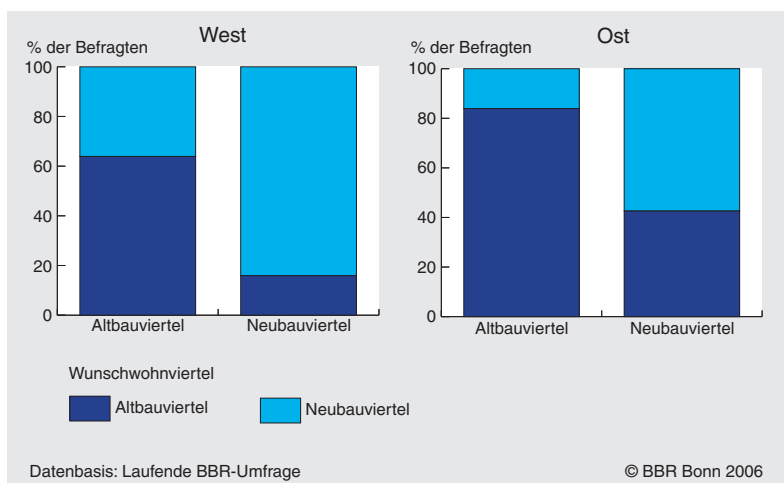 West
% der Befragten
100
80
60
40
20
0
Altbauviertel Neubauviertel
Ost
% der Befragten
100
80
60
40
20
0
Altbauviertel Neubauviertel
Wunschwohnviertel
Altbauviertel Neubauviertel
Datenbasis: Laufende BBR-Umfrage © BBR Bonn 2006